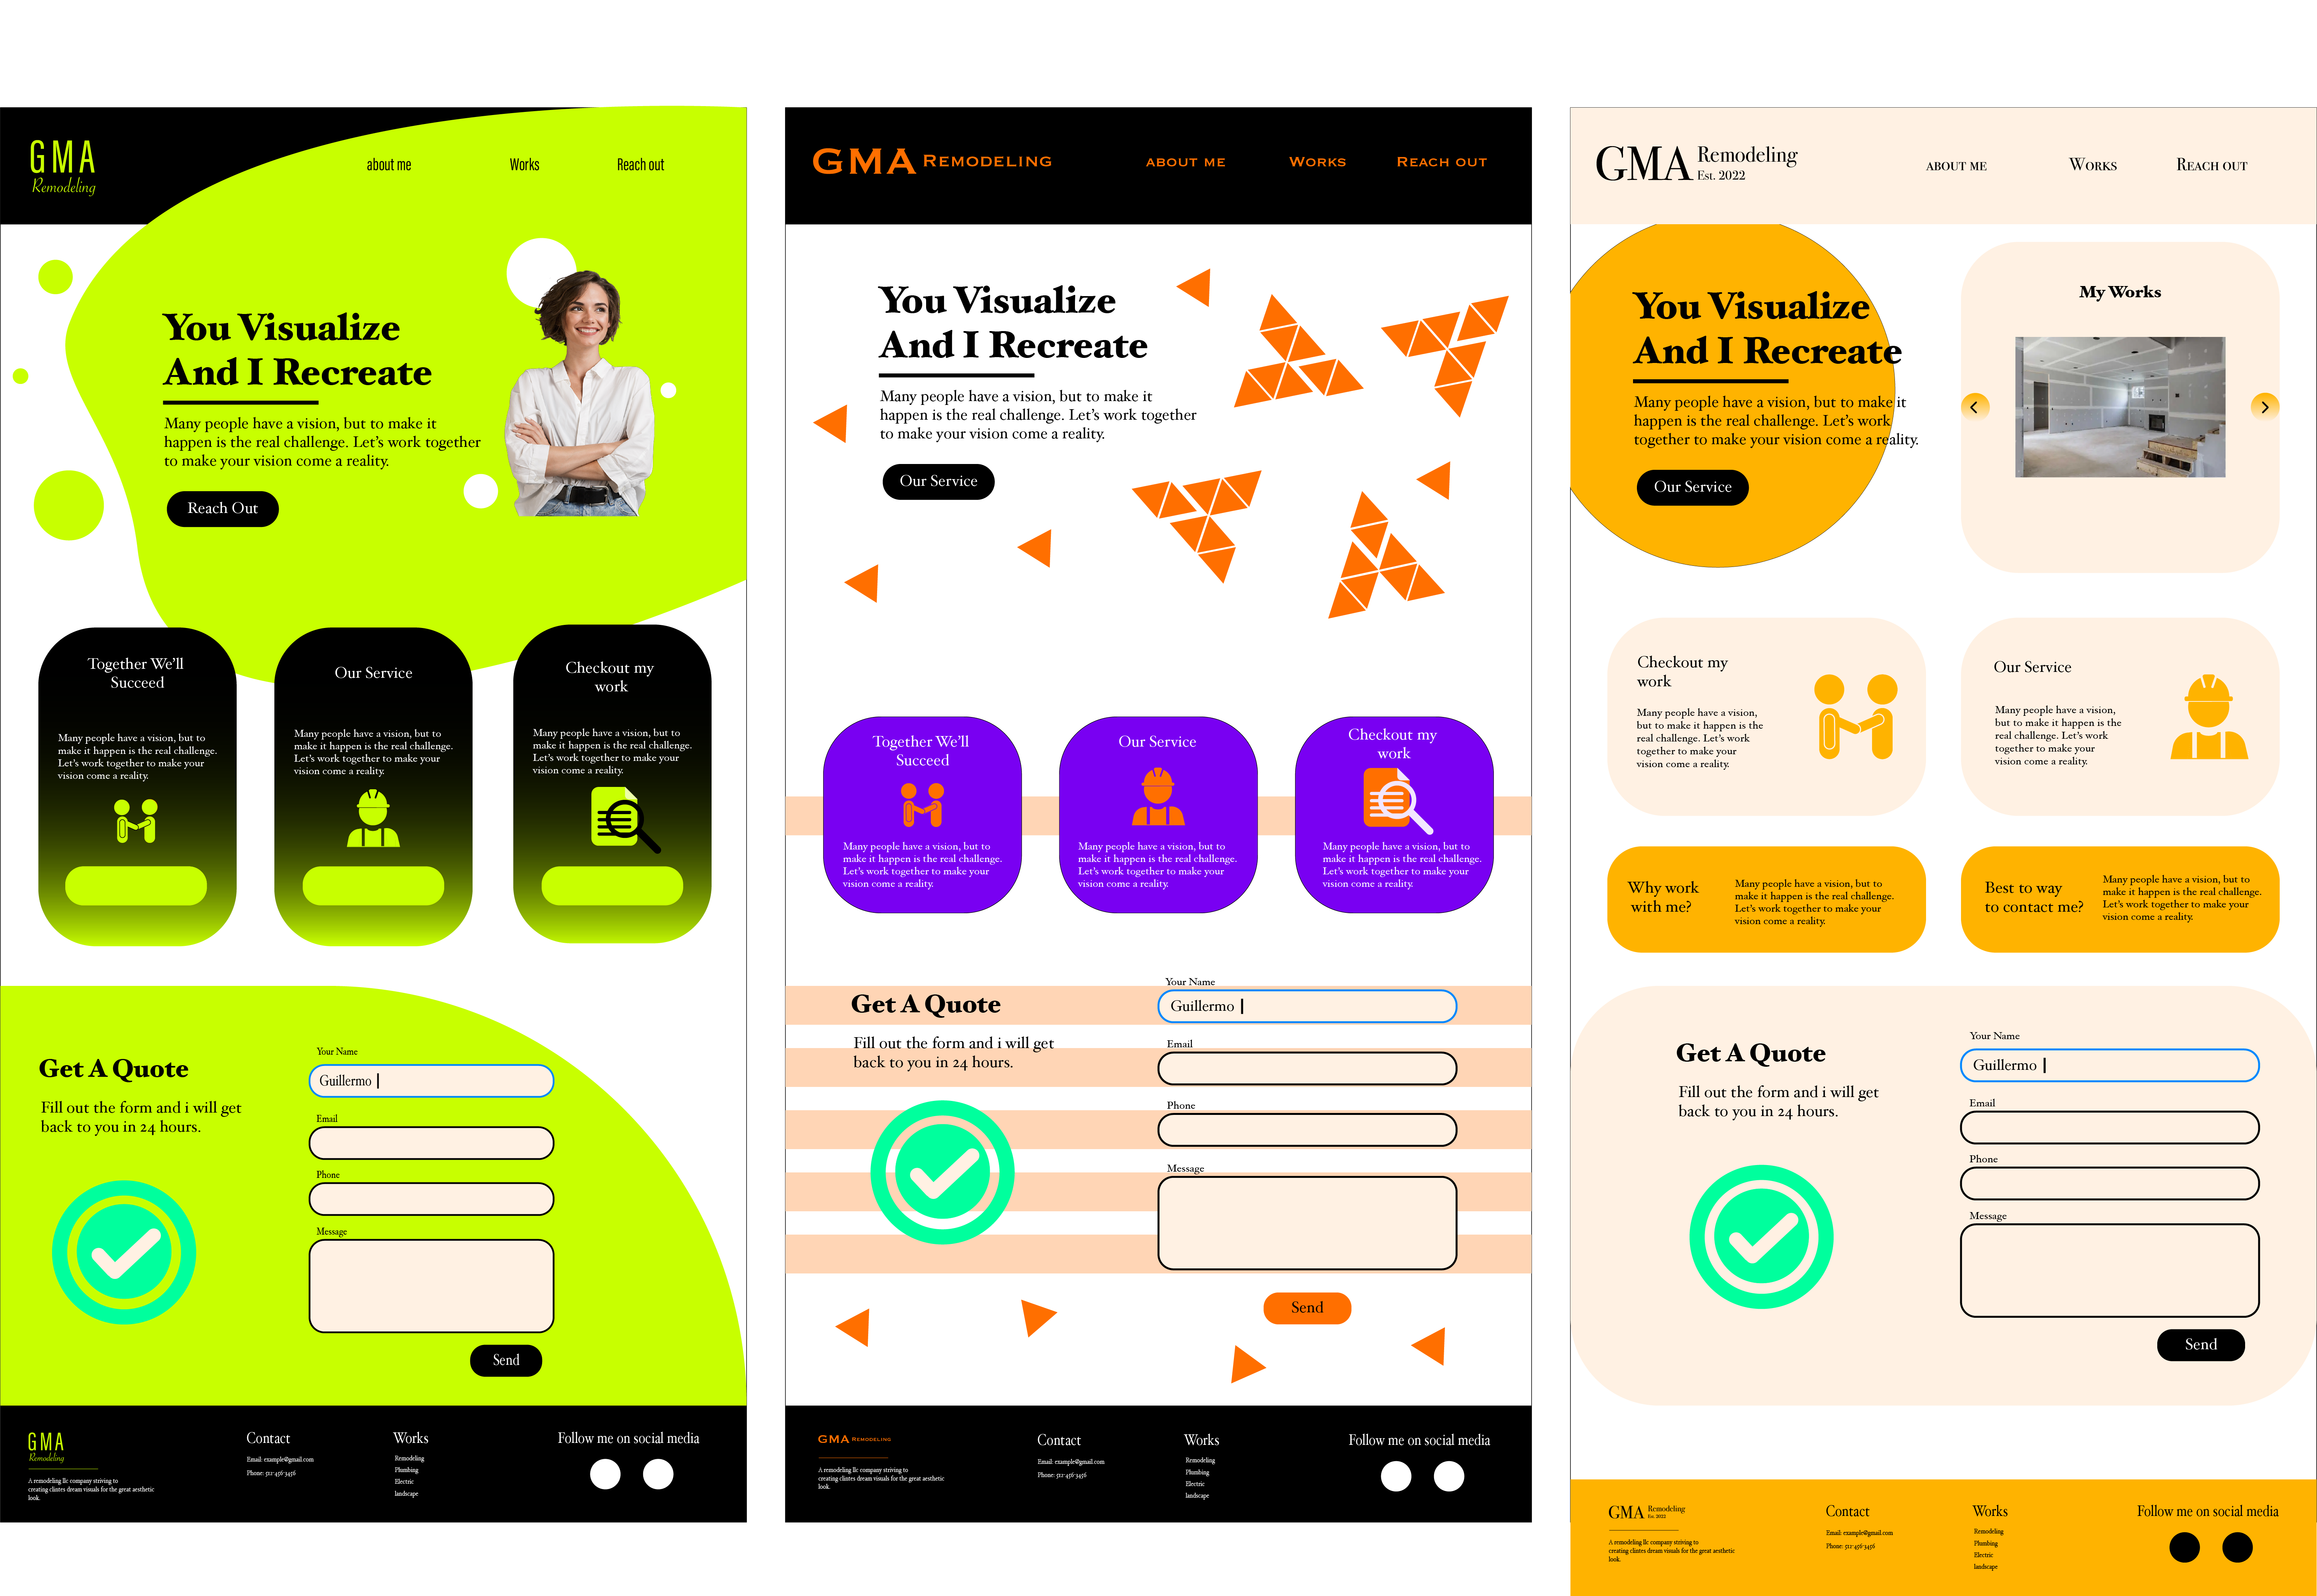 GMA
Remodeling
about me
Works
Reach out
You Visualize
And I Recreate
Many people have a vision, but to make it
happen is the real challenge. Let's work together
to make your vision come a reality.
Reach Out
Together We'll
Succeed
Many people have a vision, but to
make it happen is the real challenge.
Let's work together to make your
vision come a reality.
Our Service
Many people have a vision, but to
make it happen is the real challenge.
Let's work together to make your
vision come a reality.
Checkout my
work
Many people have a vision, but to
make it happen is the real challenge.
Let's work together to make your
vision come a reality.
Get A Quote
Fill out the form and i will get
back to you in 24 hours.
Your Name
Guillermo
Email
Phone
Message
Send
GMA
Remodeling
A remodeling llc company striving to
creating clintes dream visuals for the great aesthetic
look.
Contact
Email: example@gmail.com
Phone: 512-456-3456
Works
Remodeling
Plumbing
Electric
landscape
Follow me on social media
GMA Remodeling
about me
Works
Reach out
You Visualize
And I Recreate
Many people have a vision, but to make it
happen is the real challenge. Let's work together
to make your vision come a reality.
Our Service
Together We'll
Succeed
Many people have a vision, but to
make it happen is the real challenge.
Let's work together to make your
vision come a reality.
Our Service
Many people have a vision, but to
make it happen is the real challenge.
Let's work together to make your
vision come a reality.
Checkout my
work
Many people have a vision, but to
make it happen is the real challenge.
Let's work together to make your
vision come a reality.
Get A Quote
Fill out the form and i will get
back to you in 24 hours.
Your Name
Guillermo
Email
Phone
Message
Send
GMA Remodeling
A remodeling llc company striving to
creating clintes dream visuals for the great aesthetic
look.
Contact
Email: example@gmail.com
Phone: 512-456-3456
Works
Remodeling
Plumbing
Electric
landscape
Follow me on social media
GMA Remodeling
Est. 2022
about me
Works
Reach out
You Visualize
And I Recreate
Many people have a vision, but to make it
happen is the real challenge. Let's work
together to make your vision come a reality.
Our Service
My Works
Checkout my
work
Many people have a vision,
but to make it happen is the
real challenge. Let's work
together to make your
vision come a reality.
Our Service
Many people have a vision,
but to make it happen is the
real challenge. Let's work
together to make your
vision come a reality.
Why work
with me?
Many people have a vision, but to
make it happen is the real challenge.
Let's work together to make your
vision come a reality.
Best to way
to contact me?
Many people have a vision, but to
make it happen is the real challenge.
Let's work together to make your
vision come a reality.
Get A Quote
Fill out the form and i will get
back to you in 24 hours.
Your Name
Guillermo
Email
Phone
Message
Send
GMA Remodeling
Est. 2022
A remodeling llc company striving to
creating clintes dream visuals for the great aesthetic
look.
Contact
Email: example@gmail.com
Phone: 512-456-3456
Works
Remodeling
Plumbing
Electric
landscape
Follow me on social media